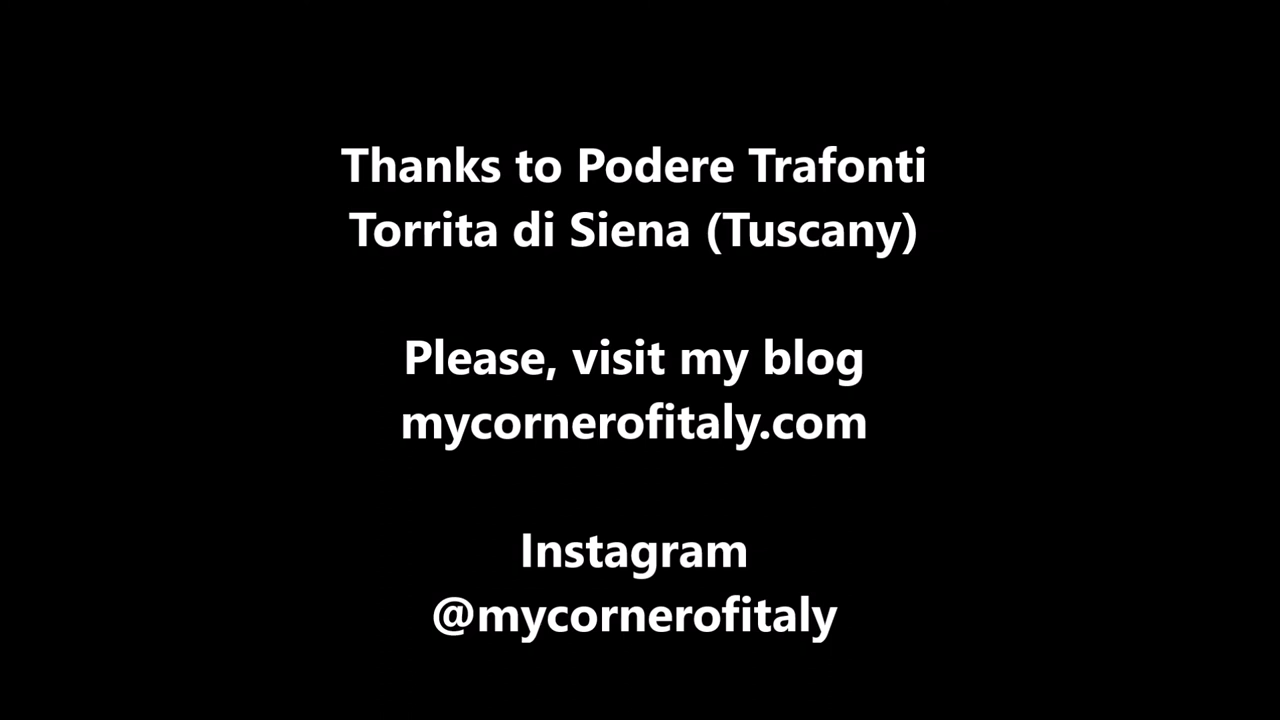 Thanks to Podere Trafonti
Torrita di Siena (Tuscany)
Please, visit my blog
mycornerofitaly.com
Instagram
@mycornerofitaly